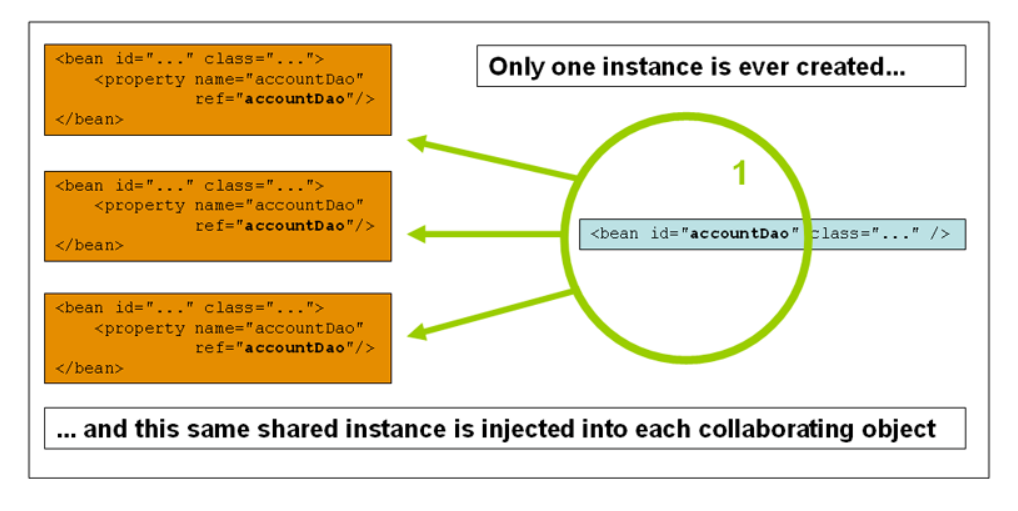 <bean id="..." class="...">
<property name="accountDao"
ref="accountDao"/>
</bean>
Only one instance is ever created...
<bean id="..." class="...">
<property name="accountDao"
ref="accountDao"/>
</bean>
1
<bean id="accountDao" class="..." />
<bean id="..." class="...">
<property name="accountDao"
ref="accountDao"/>
</bean>
... and this same shared instance is injected into each collaborating object